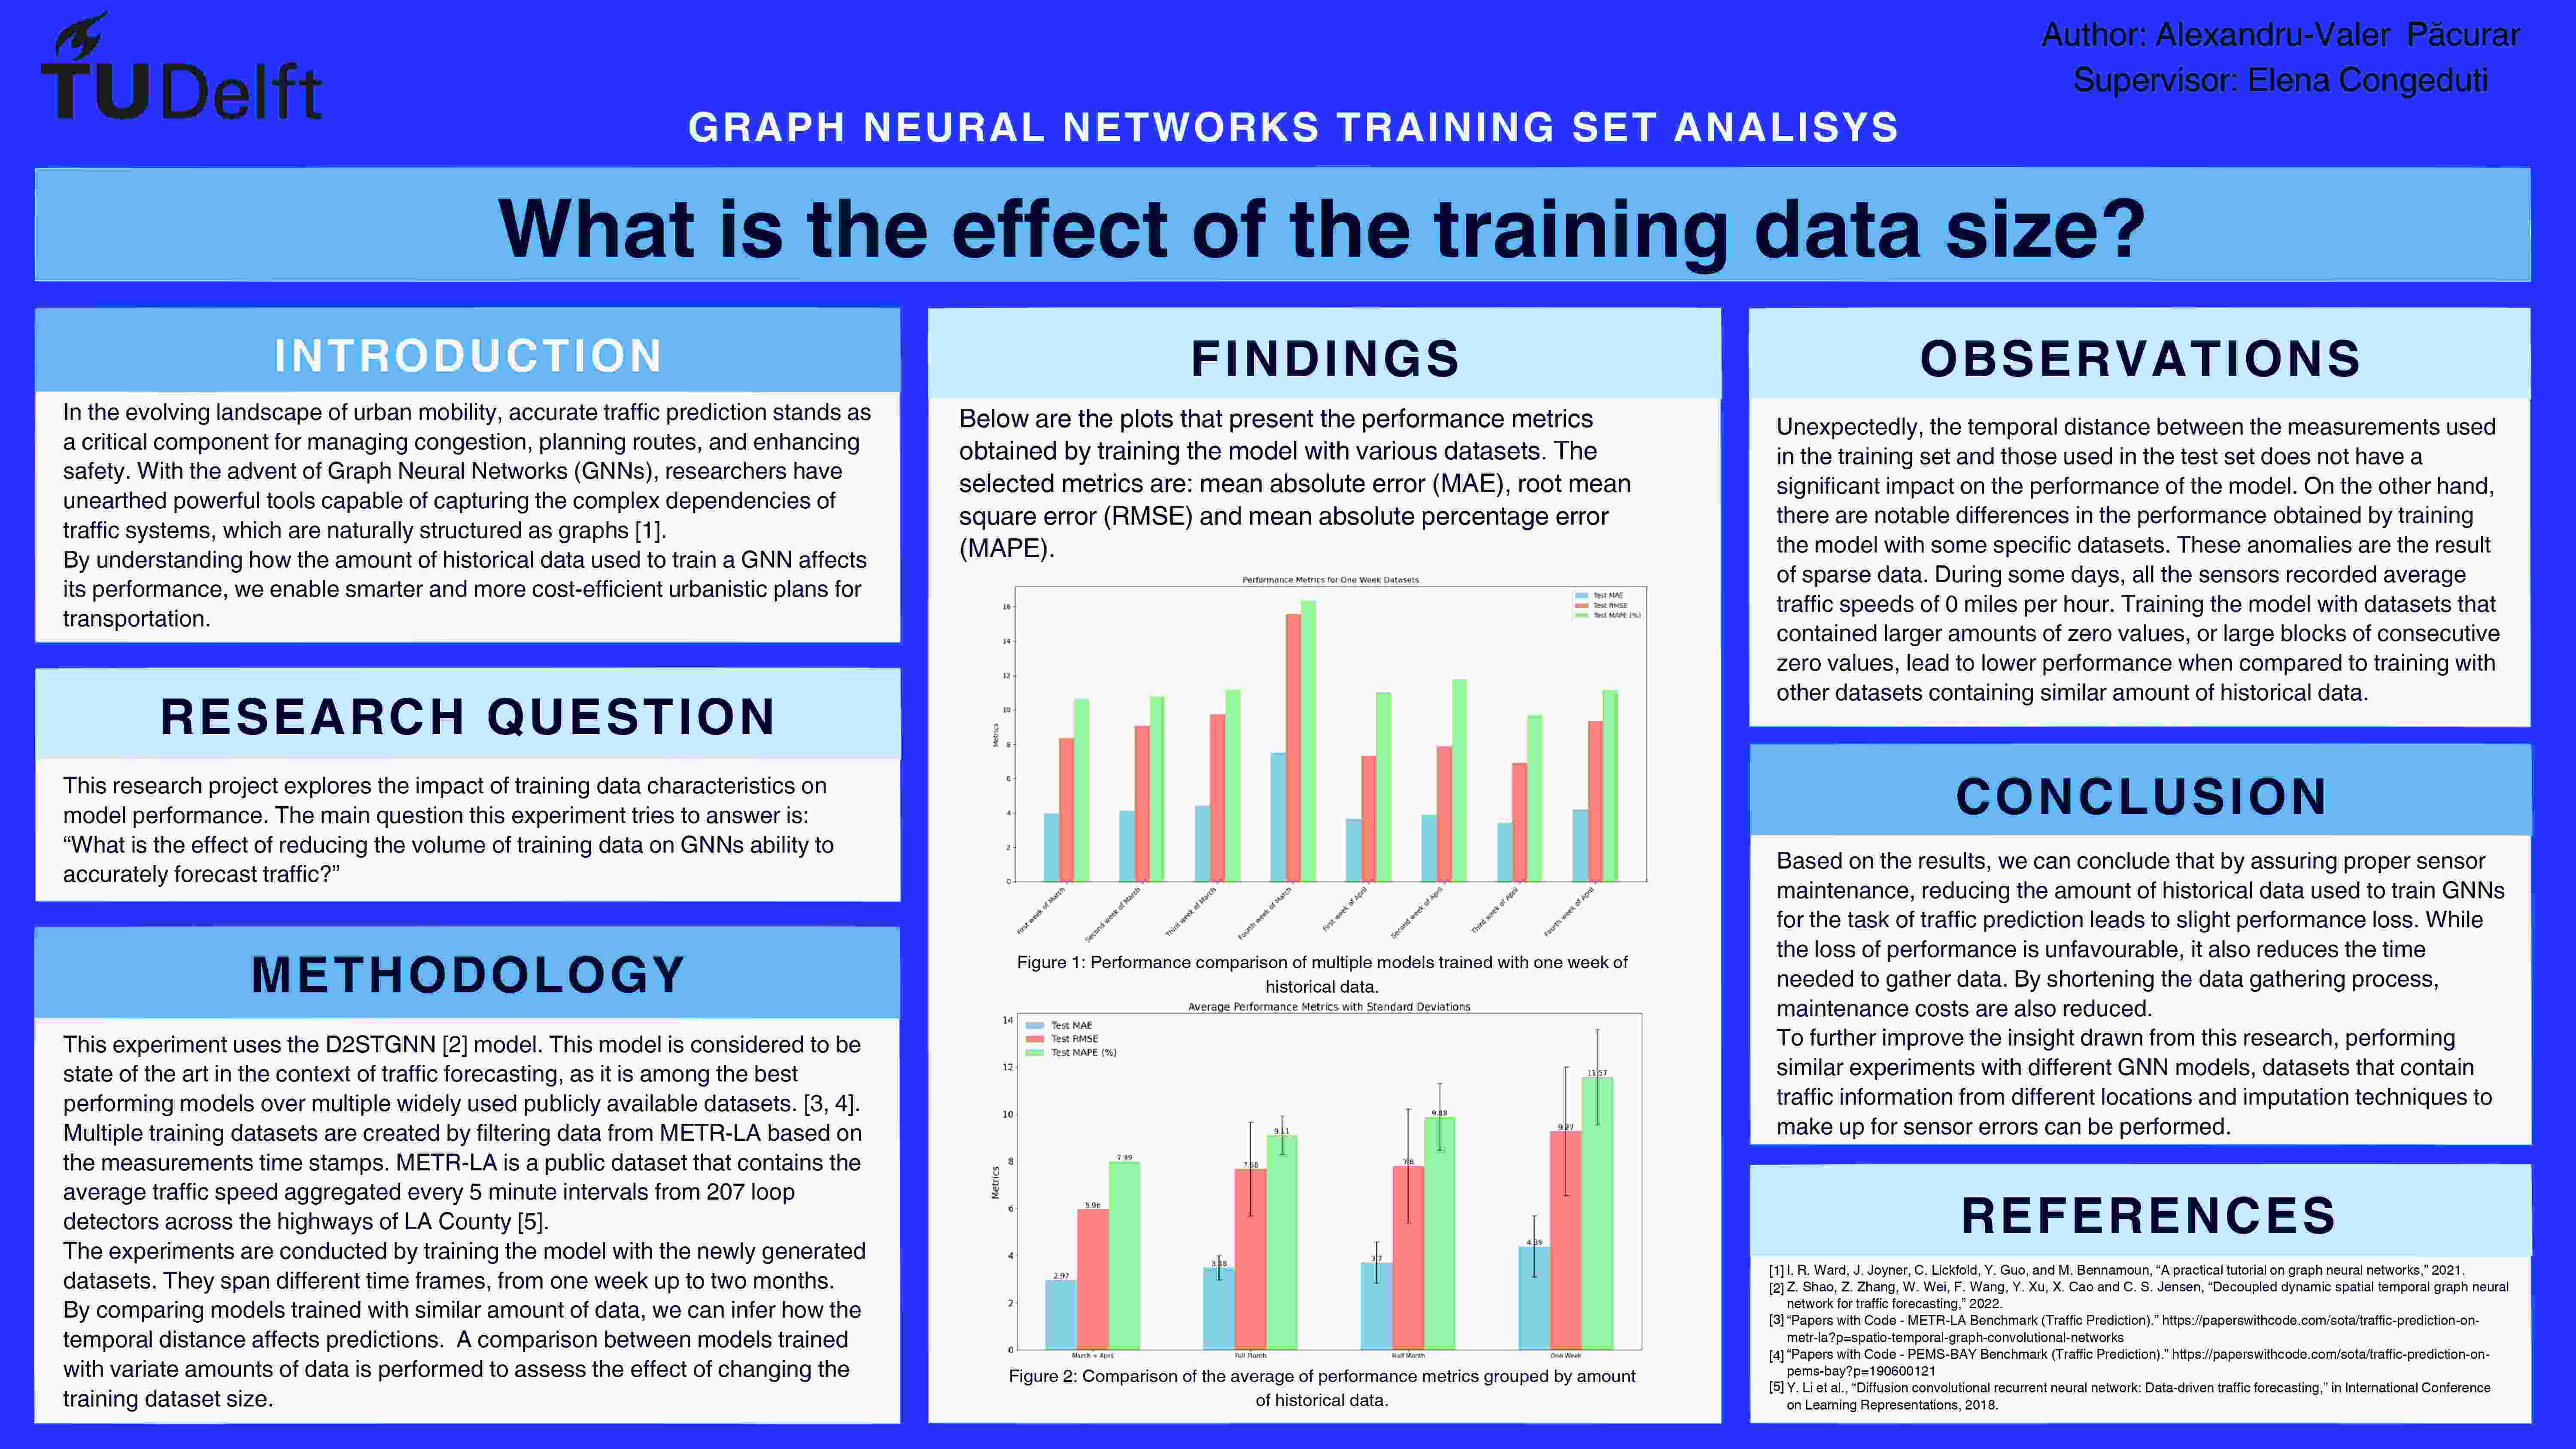 TU Delft
Author: Alexandru-Valer Păcurar
Supervisor: Elena Congeduti
GRAPH NEURAL NETWORKS TRAINING SET ANALISYS
What is the effect of the training data size?
INTRODUCTION
In the evolving landscape of urban mobility, accurate traffic prediction stands as
a critical component for managing congestion, planning routes, and enhancing
safety. With the advent of Graph Neural Networks (GNNs), researchers have
unearthed powerful tools capable of capturing the complex dependencies of
traffic systems, which are naturally structured as graphs [1].
By understanding how the amount of historical data used to train a GNN affects
its performance, we enable smarter and more cost-efficient urbanistic plans for
transportation.
RESEARCH QUESTION
This research project explores the impact of training data characteristics on
model performance. The main question this experiment tries to answer is:
“What is the effect of reducing the volume of training data on GNNs ability to
accurately forecast traffic?”
METHODOLOGY
This experiment uses the D2STGNN [2] model. This model is considered to be
state of the art in the context of traffic forecasting, as it is among the best
performing models over multiple widely used publicly available datasets. [3, 4].
Multiple training datasets are created by filtering data from METR-LA based on
the measurements time stamps. METR-LA is a public dataset that contains the
average traffic speed aggregated every 5 minute intervals from 207 loop
detectors across the highways of LA County [5].
The experiments are conducted by training the model with the newly generated
datasets. They span different time frames, from one week up to two months.
By comparing models trained with similar amount of data, we can infer how the
temporal distance affects predictions. A comparison between models trained
with variate amounts of data is performed to assess the effect of changing the
training dataset size.
FINDINGS
Below are the plots that present the performance metrics
obtained by training the model with various datasets. The
selected metrics are: mean absolute error (MAE), root mean
square error (RMSE) and mean absolute percentage error
(MAPE).
Performance Metrics for One Week Datasets
Test MAE
Test RMSE
Test MAPE (%)
Metrics
16
14
12
10
8
6
4
2
0
First week of March
Second week of March
Third week of March
Fourth week of March
First week of April
Second week of April
Third week of April
Fourth week of April
Figure 1: Performance comparison of multiple models trained with one week of
historical data.
Average Performance Metrics with Standard Deviations
Test MAE
Test RMSE
Test MAPE (%)
Metrics
14
12
10
8
6
4
2
0
2.97
5.96
7.99
3.48
7.68
9.11
3.7
7.8
9.88
4.39
9.27
11.57
March + April
Full Month
Half Month
One Week
Figure 2: Comparison of the average of performance metrics grouped by amount
of historical data.
OBSERVATIONS
Unexpectedly, the temporal distance between the measurements used
in the training set and those used in the test set does not have a
significant impact on the performance of the model. On the other hand,
there are notable differences in the performance obtained by training
the model with some specific datasets. These anomalies are the result
of sparse data. During some days, all the sensors recorded average
traffic speeds of 0 miles per hour. Training the model with datasets that
contained larger amounts of zero values, or large blocks of consecutive
zero values, lead to lower performance when compared to training with
other datasets containing similar amount of historical data.
CONCLUSION
Based on the results, we can conclude that by assuring proper sensor
maintenance, reducing the amount of historical data used to train GNNs
for the task of traffic prediction leads to slight performance loss. While
the loss of performance is unfavourable, it also reduces the time
needed to gather data. By shortening the data gathering process,
maintenance costs are also reduced.
To further improve the insight drawn from this research, performing
similar experiments with different GNN models, datasets that contain
traffic information from different locations and imputation techniques to
make up for sensor errors can be performed.
REFERENCES
[1] I. R. Ward, J. Joyner, C. Lickfold, Y. Guo, and M. Bennamoun, “A practical tutorial on graph neural networks,” 2021.
[2] Z. Shao, Z. Zhang, W. Wei, F. Wang, Y. Xu, X. Cao and C. S. Jensen, “Decoupled dynamic spatial temporal graph neural
network for traffic forecasting,” 2022.
[3] “Papers with Code - METR-LA Benchmark (Traffic Prediction).” https://paperswithcode.com/sota/traffic-prediction-on-
metr-la?p=spatio-temporal-graph-convolutional-networks
[4] “Papers with Code - PEMS-BAY Benchmark (Traffic Prediction).” https://paperswithcode.com/sota/traffic-prediction-on-
pems-bay?p=190600121
[5] Y. Li et al., “Diffusion convolutional recurrent neural network: Data-driven traffic forecasting,” in International Conference
on Learning Representations, 2018.